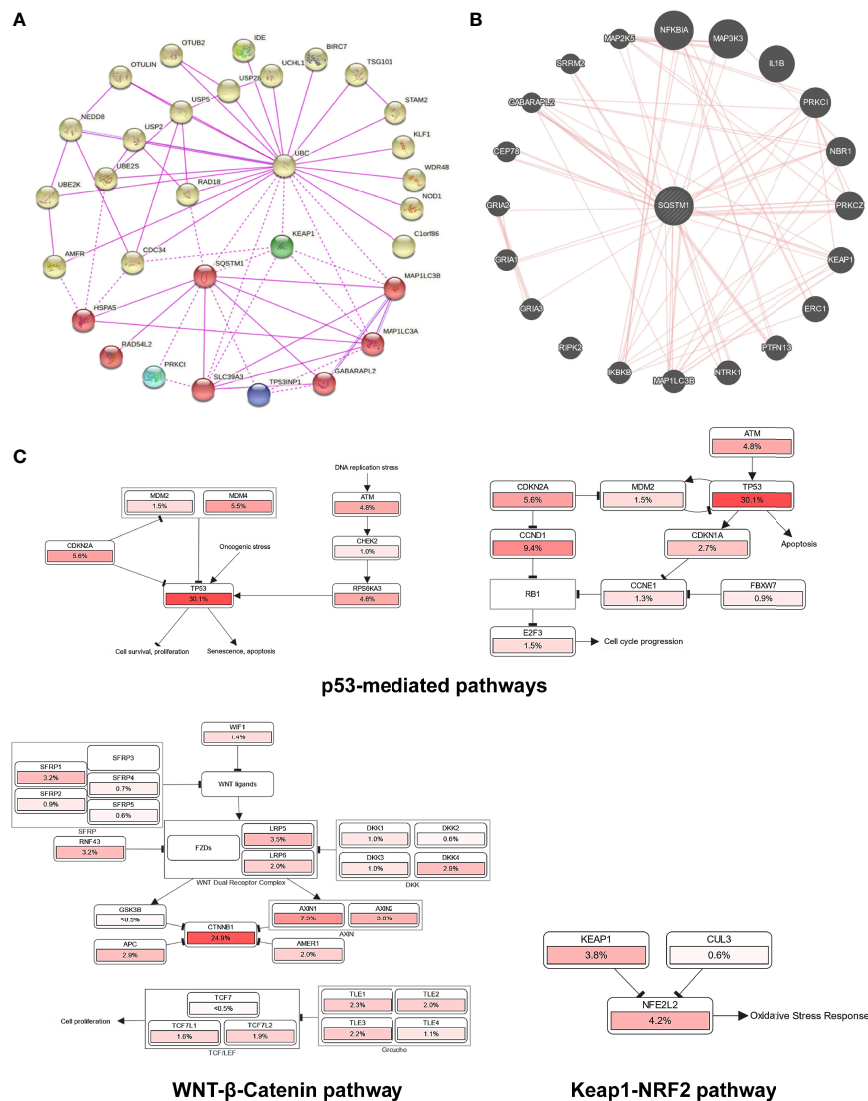 A
OTUB2
IDE
BIRC7
OTULIN
USP28
UCHL1
TSG101
USP5
STAM2
NEDD8
USP2
UBC
KLF1
UBE2S
WDR48
UBE2K
RAD18
NOD1
KEAP1
C1orf86
AMFR
CDC34
SQSTM1
MAP1LC3B
HSPA5
MAP1LC3A
RAD54L2
PRKCI
SLC39A3
TP53INP1
GABARAPL2
B
MAP2K5
NFKBIA
MAP3K3
SRRM2
IL1B
GABARAPL2
PRKCI
CEP78
NBR1
GRIA2
SQSTM1
PRKCZ
GRIA1
KEAP1
GRIA3
ERC1
RIPK2
PTPN13
IKBKB
MAP1LC3B
NTRK1
C
MDM2
1.5%
MDM4
5.5%
DNA replication stress
ATM
4.8%
CDKN2A
5.6%
Oncogenic stress
CHEK2
1.0%
TP53
30.1%
RPS6KA3
4.8%
Cell survival, proliferation
Senescence, apoptosis
ATM
4.8%
CDKN2A
5.6%
MDM2
1.5%
TP53
30.1%
CCND1
9.4%
CDKN1A
2.7%
Apoptosis
RB1
CCNE1
1.3%
FBXW7
0.9%
E2F3
1.5%
Cell cycle progression
p53-mediated pathways
WIF1
1.4%
SFRP3
SFRP1
3.2%
SFRP4
0.7%
WNT ligands
SFRP2
0.9%
SFRP5
0.6%
SFRP
RNF43
3.2%
FZDs
LRP5
3.5%
LRP6
2.0%
WNT Dual Receptor Complex
DKK1
1.0%
DKK2
0.6%
DKK3
1.0%
DKK4
2.9%
DKK
GSK3B
<0.5%
CTNNB1
24.9%
AXIN1
AXIN2
AXIN
APC
2.9%
AMER1
2.0%
TCF7
<0.5%
TCF7L1
1.6%
TCF7L2
1.9%
TCF/LEF
Cell proliferation
TLE1
2.3%
TLE2
2.0%
TLE3
2.2%
TLE4
1.1%
Groucho
WNT-β-Catenin pathway
KEAP1
3.8%
CUL3
0.6%
NFE2L2
4.2%
Oxidative Stress Response
Keap1-NRF2 pathway